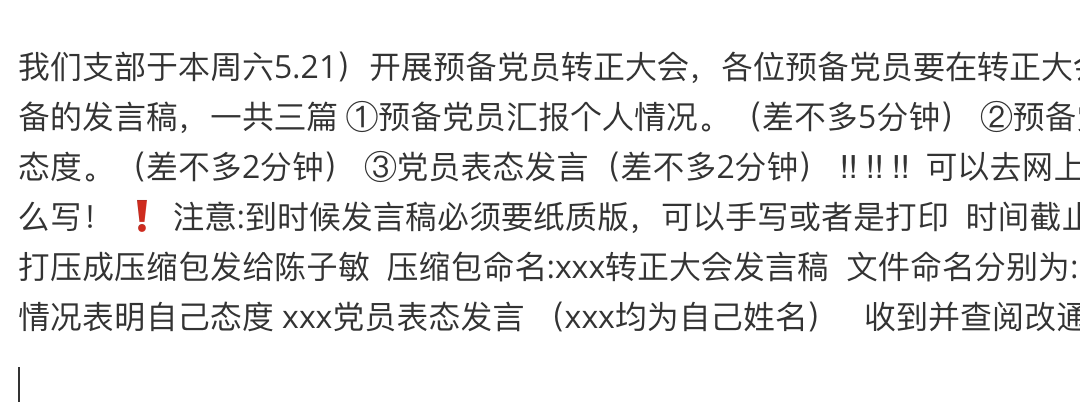 我们支部于本周六5.21）开展预备党员转正大会，各位预备党员要在转正大
备的发言稿，一共三篇 ①预备党员汇报个人情况。（差不多5分钟） ②预备
态度。（差不多2分钟） ③党员表态发言（差不多2分钟） ‼️‼️‼️ 可以去网上
么写！ ❗ 注意:到时候发言稿必须要纸质版，可以手写或者是打印 时间截止
打压成压缩包发给陈子敏 压缩包命名:xxx转正大会发言稿 文件命名分别为:
情况表明自己态度 xxx党员表态发言 （xxx均为自己姓名） 收到并查阅改通